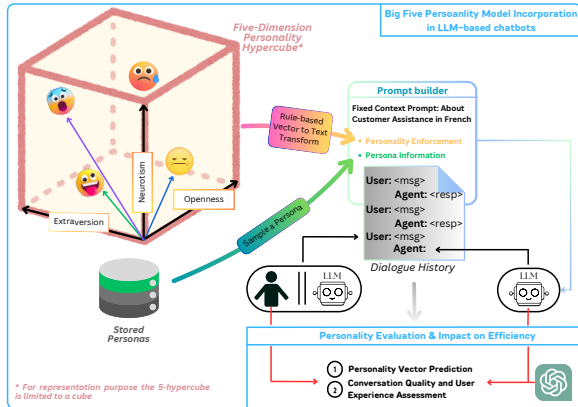 Big Five Persoanlity Model Incorporation
in LLM-based chatbots
Five-Dimension
Personality
Hypercube*
Neurotism
Openness
Extraversion
Rule-based
Vector to Text
Transform
Sample a Persona
Stored
Personas
Prompt builder
Fixed Context Prompt: About
Customer Assistance in French
• Personality Enforcement
• Persona Information
User: <msg>
Agent: <resp>
User: <msg>
Agent: <resp>
User: <msg>
Agent:
Dialogue History
LLM
LLM
Personality Evaluation & Impact on Efficiency
1 Personality Vector Prediction
2 Conversation Quality and User
Experience Assessment
* For representation purpose the 5-hypercube
is limited to a cube